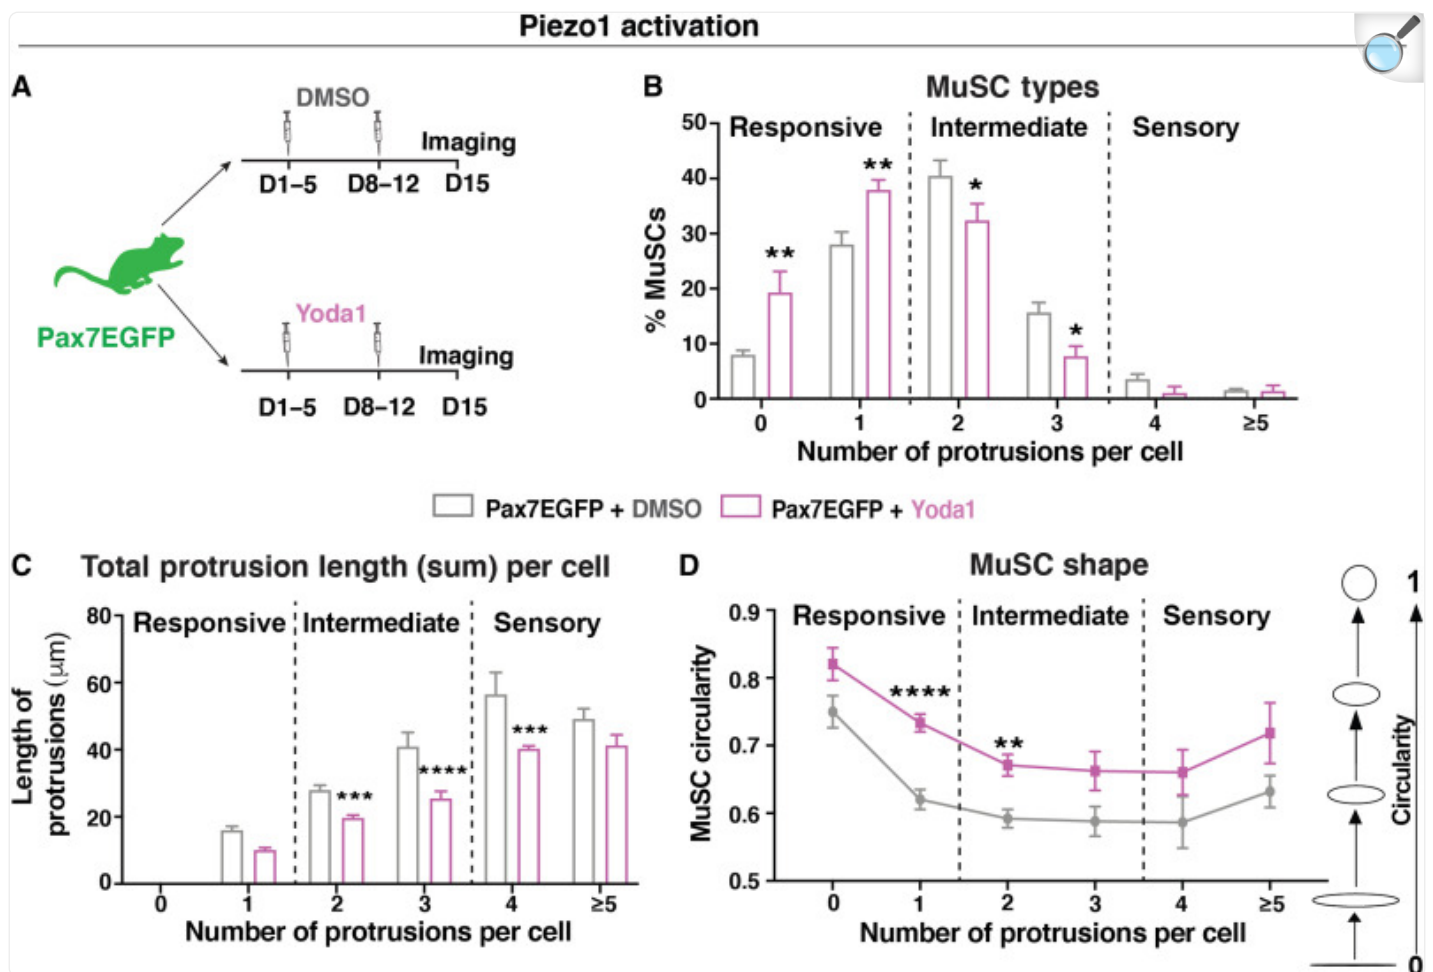 Piezo1 activation
A
DMSO
Imaging
D1–5 D8–12 D15
Pax7EGFP
Yoda1
Imaging
D1–5 D8–12 D15
B
MuSC types
Responsive Intermediate Sensory
% MuSCs
50
40
30
20
10
0
** ** * *
0 1 2 3 4 ≥5
Number of protrusions per cell
Pax7EGFP + DMSO Pax7EGFP + Yoda1
C
Total protrusion length (sum) per cell
Responsive Intermediate Sensory
Length of
protrusions (μm)
80
60
40
20
0
*** **** ***
0 1 2 3 4 ≥5
Number of protrusions per cell
D
MuSC shape
Responsive Intermediate Sensory
MuSC circularity
0.9
0.8
0.7
0.6
0.5
**** **
0 1 2 3 4 ≥5
Number of protrusions per cell
1
Circularity
0